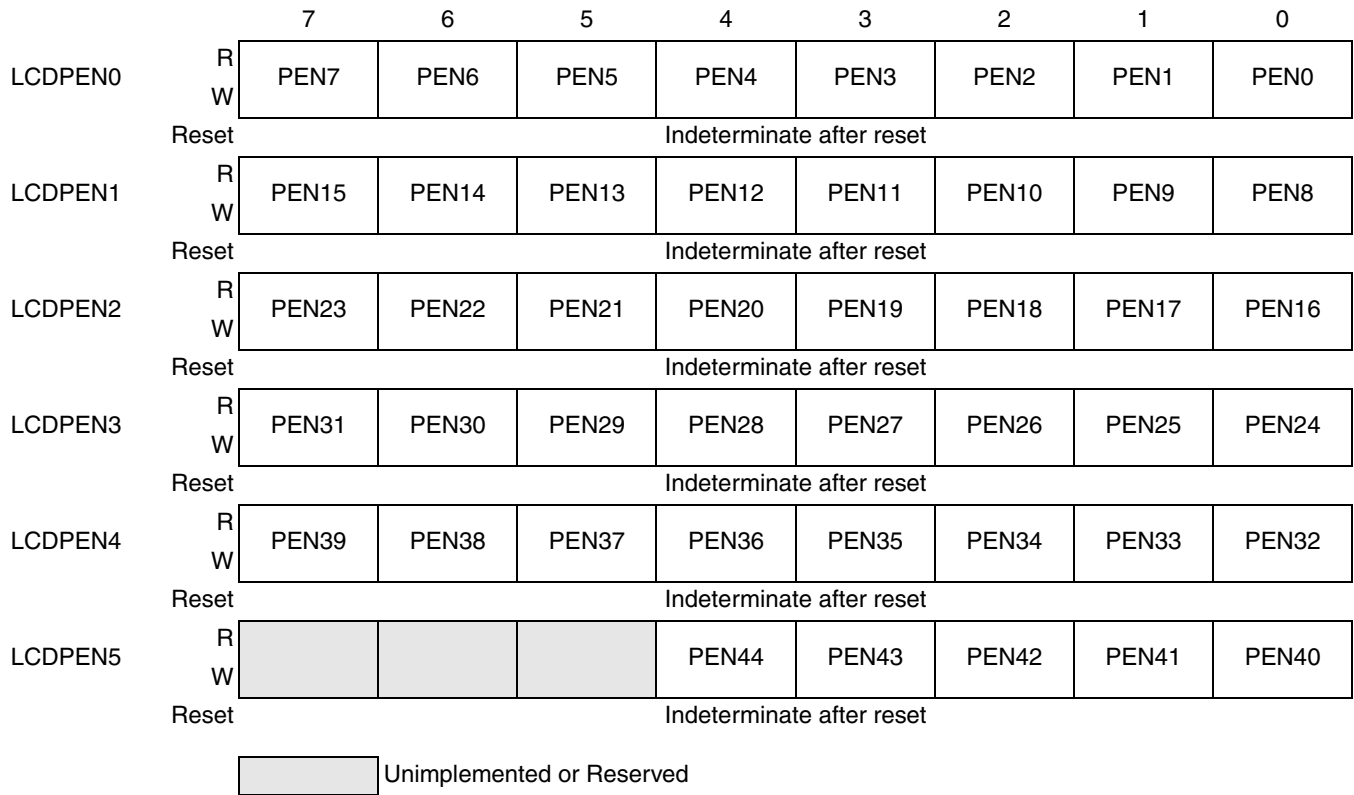 7 6 5 4 3 2 1 0
R
LCDPEN0 PEN7 PEN6 PEN5 PEN4 PEN3 PEN2 PEN1 PEN0
W
Reset Indeterminate after reset
R
LCDPEN1 PEN15 PEN14 PEN13 PEN12 PEN11 PEN10 PEN9 PEN8
W
Reset Indeterminate after reset
R
LCDPEN2 PEN23 PEN22 PEN21 PEN20 PEN19 PEN18 PEN17 PEN16
W
Reset Indeterminate after reset
R
LCDPEN3 PEN31 PEN30 PEN29 PEN28 PEN27 PEN26 PEN25 PEN24
W
Reset Indeterminate after reset
R
LCDPEN4 PEN39 PEN38 PEN37 PEN36 PEN35 PEN34 PEN33 PEN32
W
Reset Indeterminate after reset
R
LCDPEN5 PEN44 PEN43 PEN42 PEN41 PEN40
W
Reset Indeterminate after reset
Unimplemented or Reserved